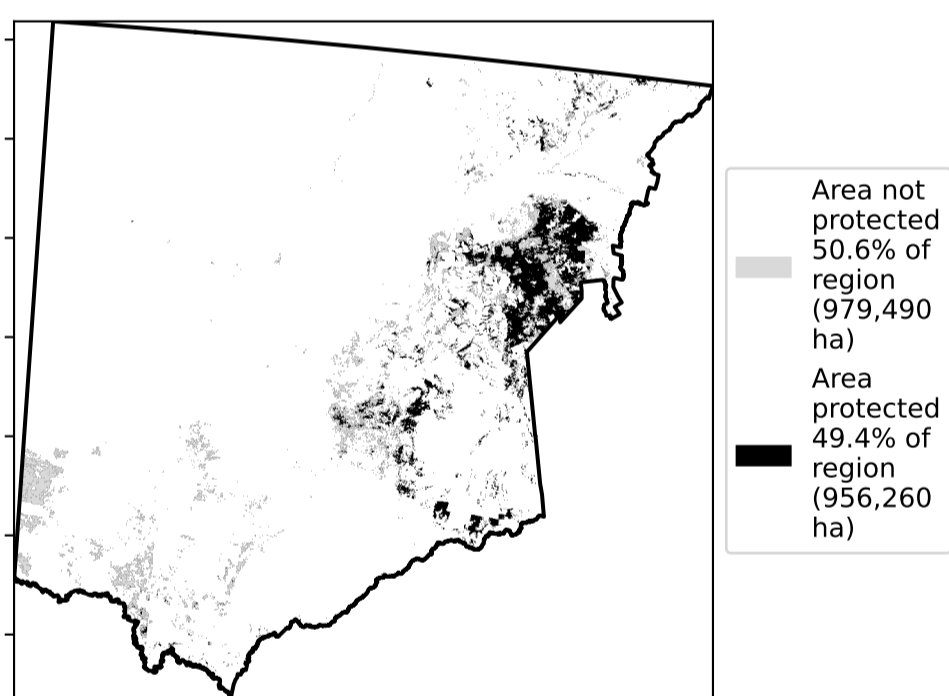 Area not
protected
50.6% of
region
(979,490
ha)
Area
protected
49.4% of
region
(956,260
ha)